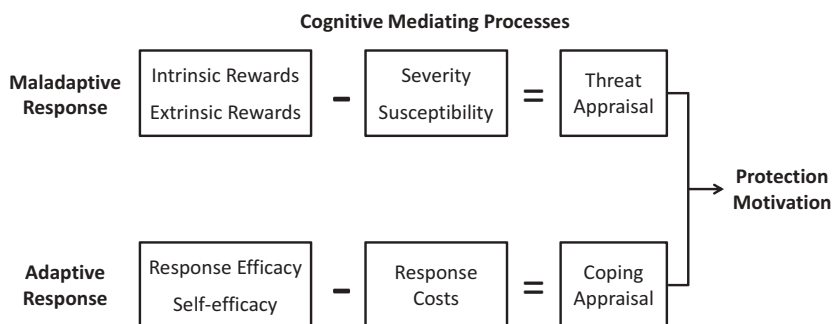 Cognitive Mediating Processes
Maladaptive
Response
Intrinsic Rewards
Extrinsic Rewards
-
Severity
Susceptibility
=
Threat
Appraisal
Protection
Motivation
Adaptive
Response
Response Efficacy
Self-efficacy
-
Response
Costs
=
Coping
Appraisal